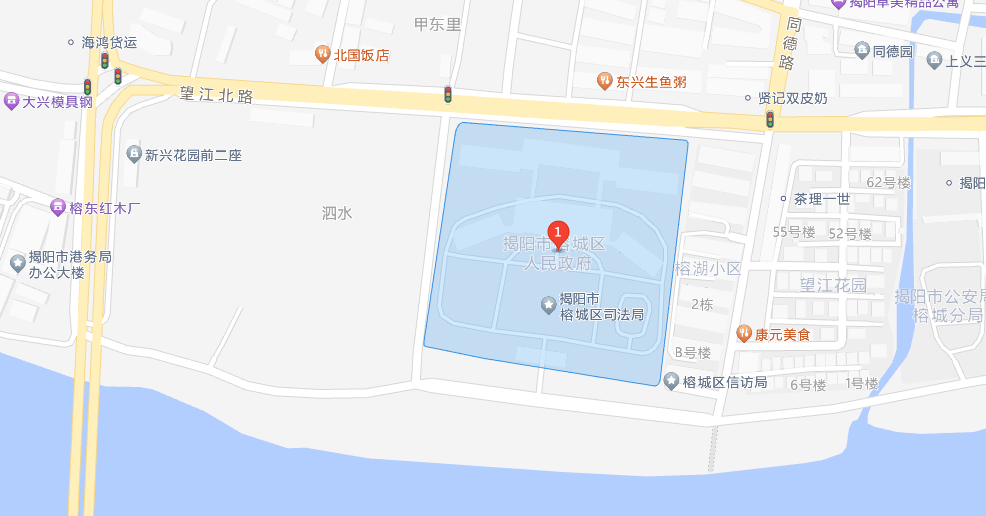 揭阳草美精品公寓
甲东里
同德路
海鸿货运
北国饭店
同德园
上义三
东兴生鱼粥
大兴模具钢
望江北路
贤记双皮奶
新兴花园前二座
62号楼
揭阳
榕东红木厂
茶理一世
泗水
1
55号楼
52号楼
揭阳市榕城区
人民政府
揭阳市港务局
办公大楼
榕湖小区
望江花园
揭阳市
榕城区司法局
2栋
揭阳市公安局
榕城分局
康元美食
B号楼
榕城区信访局
6号楼
1号楼